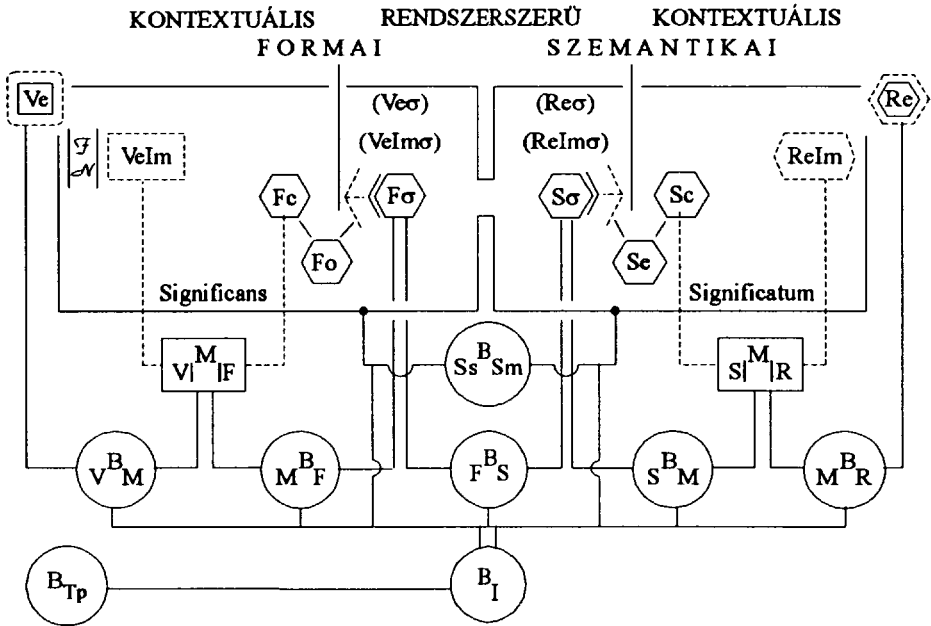 KONTEXTUÁLIS RENDSZERSZERÜ KONTEXTUÁLIS
FORMAI SZEMANTIKAI
Ve (Veσ) (Reσ) Re
ℱ VeIm (VeImσ) (ReImσ) ReIm
𝒩
Fc Fσ Sσ Sc
Fo Se
Significans Significatum
V| M |F Ss B Sm S| M |R
V B M M B F F B S S B M M B R
B Tp B I